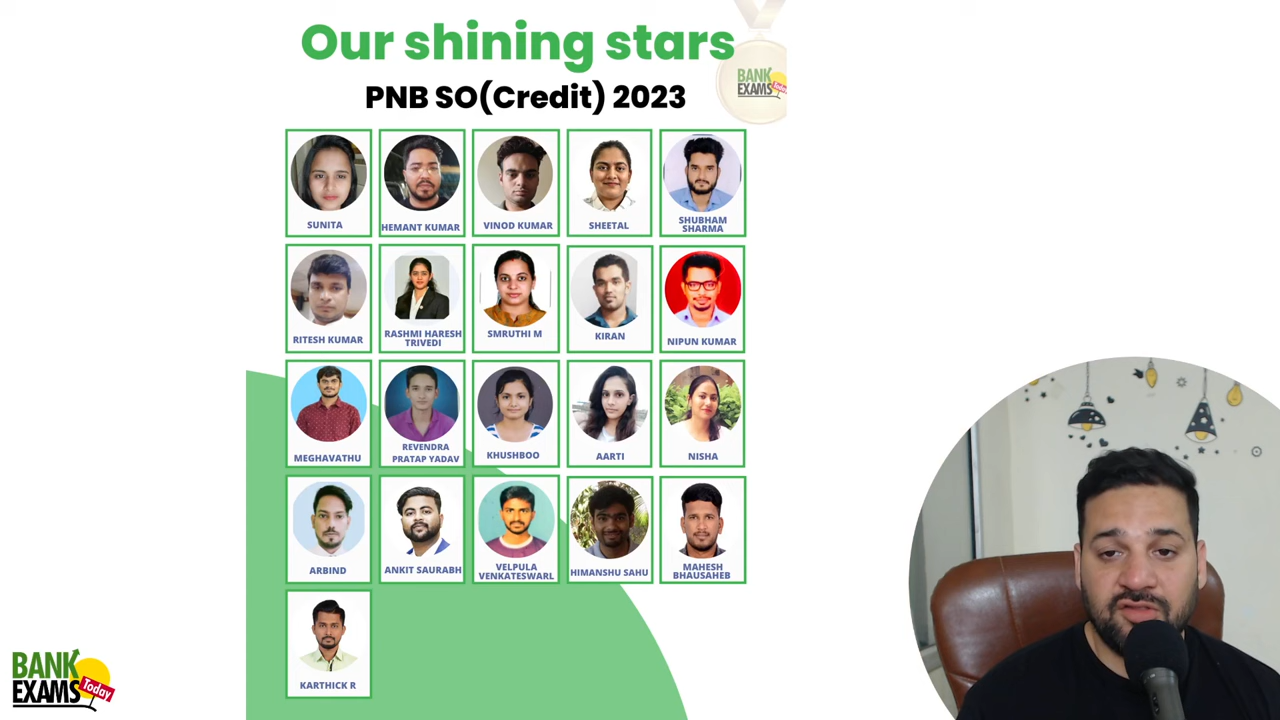 Our shining stars
BANK
EXAMS
Today
PNB SO(Credit) 2023
SUNITA
HEMANT KUMAR
VINOD KUMAR
SHEETAL
SHUBHAM
SHARMA
RITESH KUMAR
RASHMI HARESH
TRIVEDI
SMRUTHI M
KIRAN
NIPUN KUMAR
MEGHAVATHU
REVENDRA
PRATAP YADAV
KHUSHBOO
AARTI
NISHA
ARBIND
ANKIT SAURABH
VELPULA
VENKATESWARL
HIMANSHU SAHU
MAHESH
BHAUSAHEB
KARTHICK R
BANK
EXAMS
Today